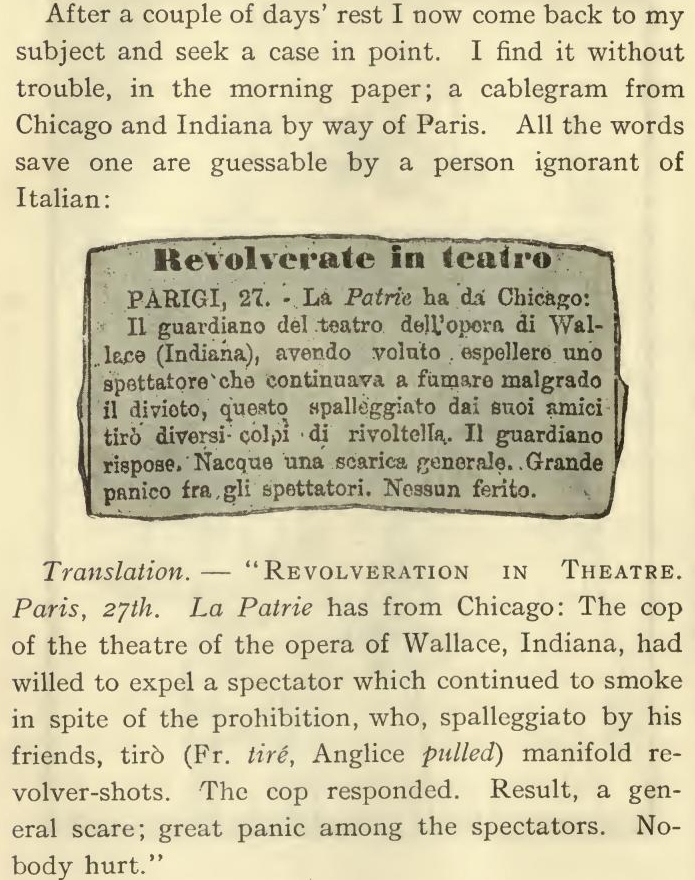 After a couple of days' rest I now come back to my
subject and seek a case in point. I find it without
trouble, in the morning paper; a cablegram from
Chicago and Indiana by way of Paris. All the words
save one are guessable by a person ignorant of
Italian:
Revolverate in teatro
PARIGI, 27. - La Patrie ha da Chicago:
Il guardiano del teatro dell'opera di Wal-
lace (Indiana), avendo voluto espellere uno
spettatore che continuava a fumare malgrado
il divieto, questo spalleggiato dai suoi amici
tirò diversi colpi di rivoltella. Il guardiano
rispose. Nacque una scarica generale. Grande
panico fra gli spettatori. Nessun ferito.
Translation. — "REVOLVERATION IN THEATRE.
Paris, 27th. La Patrie has from Chicago: The cop
of the theatre of the opera of Wallace, Indiana, had
willed to expel a spectator which continued to smoke
in spite of the prohibition, who, spalleggiato by his
friends, tirò (Fr. tiré, Anglice pulled) manifold re-
volver-shots. The cop responded. Result, a gen-
eral scare; great panic among the spectators. No-
body hurt."